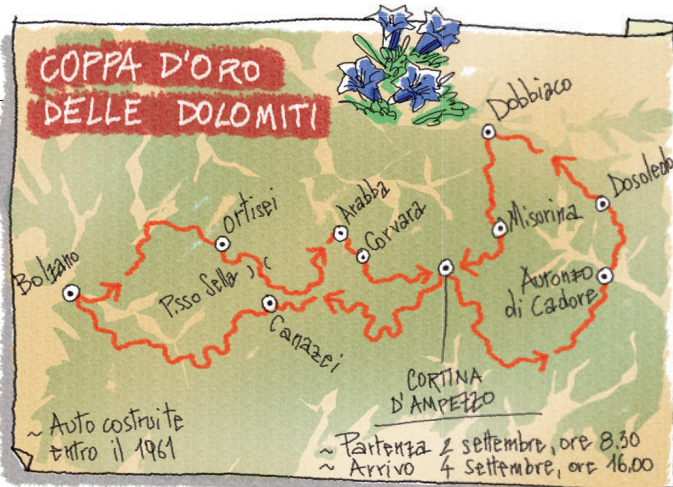 COPPA D'ORO
DELLE DOLOMITI
Dobbiaco
Dosoledo
Ortisei
Arabba
Misurina
Corvara
Bolzano
P.sso Sella
Auronzo
di Cadore
Canazei
CORTINA
D'AMPEZZO
~ Auto costruite
entro il 1961
~ Partenza 2 settembre, ore 8.30
~ Arrivo 4 settembre, ore 16.00